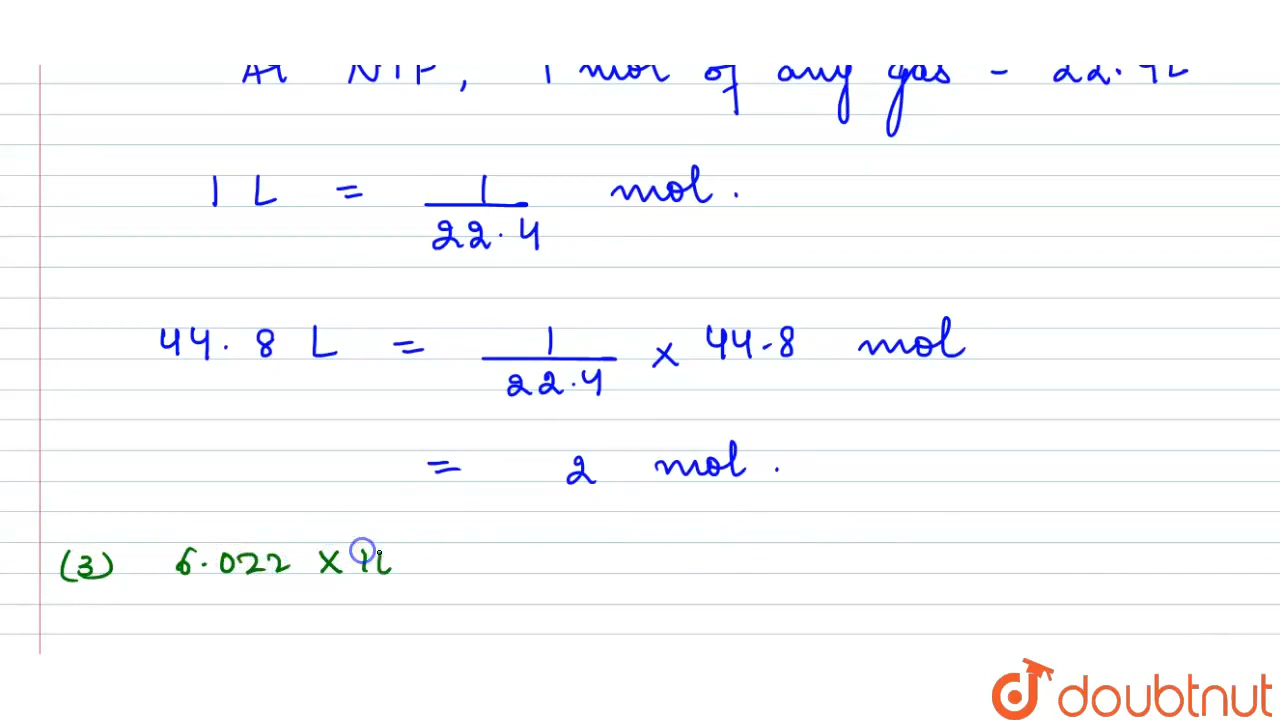 At NTP, 1 mol of any gas - 22.4L
1 L = 1/22.4 mol.
44.8 L = 1/22.4 x 44.8 mol
= 2 mol.
(3) 6.022 x 1
doubtnut